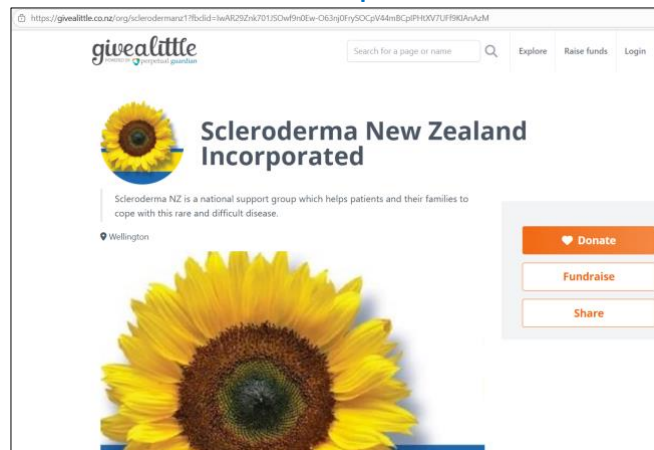 https://givealittle.co.nz/org/sclerodermanz1?fbclid=
givealittle
Search for a page or name
Explore
Raise funds
Login
POWERED BY perpetual guardian
Scleroderma New Zealand
Incorporated
Scleroderma NZ is a national support group which helps patients and their families to
cope with this rare and difficult disease.
Wellington
Donate
Fundraise
Share